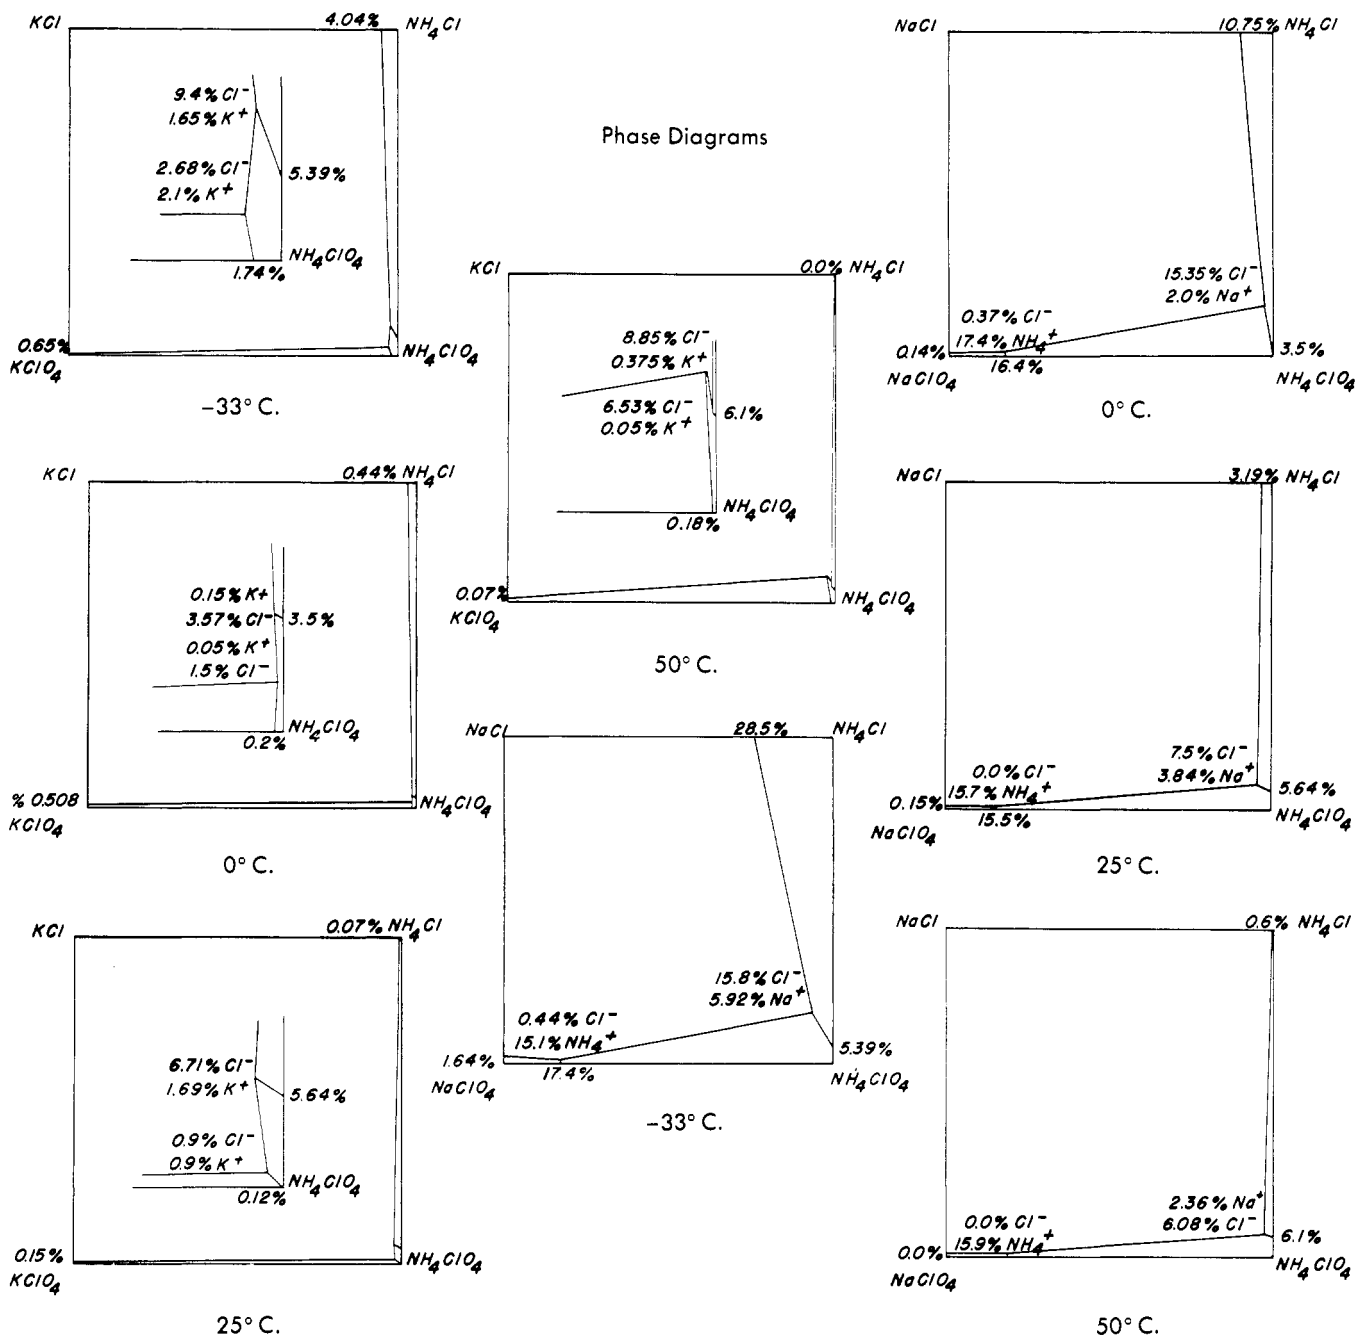 Phase Diagrams
KCl
4.04%
NH4Cl
9.4% Cl-
1.65% K+
2.68% Cl-
2.1% K+
5.39%
NH4ClO4
1.74%
0.65%
KClO4
NH4ClO4
-33° C.
KCl
0.44% NH4Cl
0.15% K+
3.57% Cl-
3.5%
0.05% K+
1.5% Cl-
NH4ClO4
0.2%
% 0.508
KClO4
NH4ClO4
0° C.
KCl
0.07% NH4Cl
6.71% Cl-
1.69% K+
5.64%
0.9% Cl-
0.9% K+
NH4ClO4
0.12%
0.15%
KClO4
NH4ClO4
25° C.
KCl
0.0% NH4Cl
8.85% Cl-
0.375% K+
6.53% Cl-
0.05% K+
6.1%
NH4ClO4
0.18%
0.07%
KClO4
NH4ClO4
50° C.
NaCl
28.5%
NH4Cl
15.8% Cl-
5.92% Na+
0.44% Cl-
15.1% NH4+
1.64%
NaClO4
17.4%
5.39%
NH4ClO4
-33° C.
NaCl
10.75% NH4Cl
15.35% Cl-
2.0% Na+
0.37% Cl-
17.4% NH4+
0.14%
NaClO4
16.4%
3.5%
NH4ClO4
0° C.
NaCl
3.19% NH4Cl
7.5% Cl-
3.84% Na+
0.0% Cl-
15.7% NH4+
0.15%
NaClO4
15.5%
5.64%
NH4ClO4
25° C.
NaCl
0.6% NH4Cl
2.36% Na+
6.08% Cl-
0.0% Cl-
15.9% NH4+
0.0%
NaClO4
6.1%
NH4ClO4
50° C.